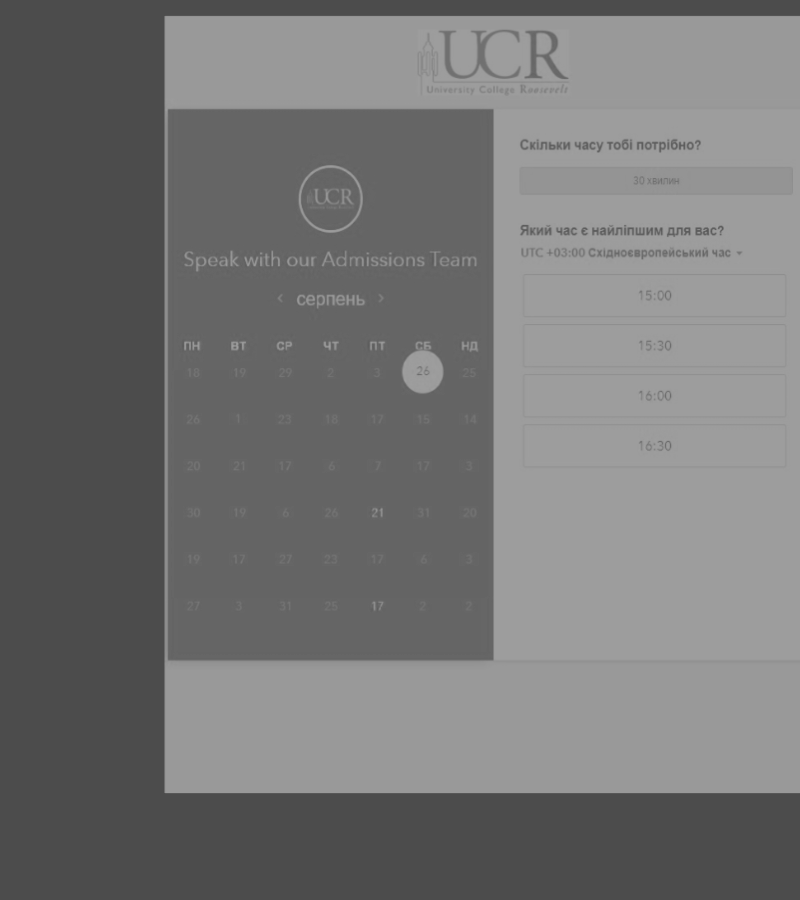 UCR
University College Roosevelt
UCR
Speak with our Admissions Team
серпень
ПН ВТ СР ЧТ ПТ СБ НД
18 19 29 2 3 26 25
26 1 23 18 17 15 14
20 21 17 6 7 17 3
30 19 6 26 21 31 20
19 17 27 23 17 6 3
27 3 31 25 17 2 2
Скільки часу тобі потрібно?
30 хвилин
Який час є найліпшим для вас?
UTC +03:00 Східноєвропейський час
15:00
15:30
16:00
16:30